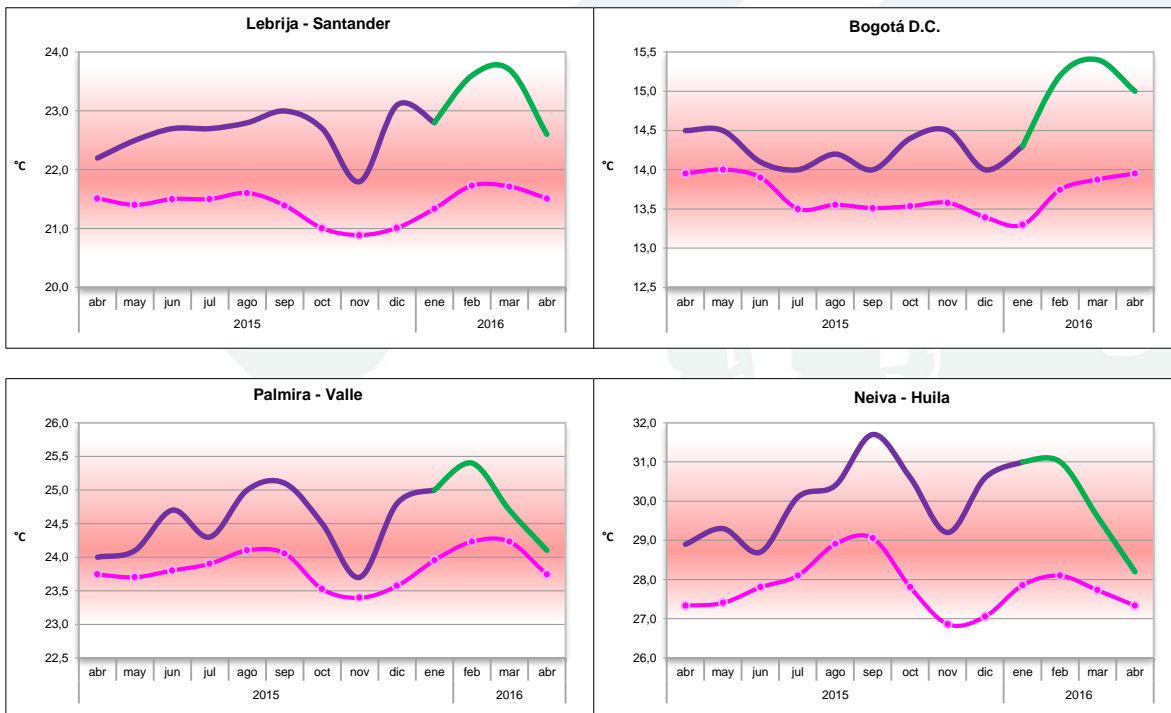 Lebrija - Santander
24,0
23,0
°C
22,0
21,0
20,0
abr may jun jul ago sep oct nov dic ene feb mar abr
2015 2016
Bogotá D.C.
15,5
15,0
14,5
°C
14,0
13,5
13,0
12,5
abr may jun jul ago sep oct nov dic ene feb mar abr
2015 2016
Palmira - Valle
26,0
25,5
25,0
24,5
°C
24,0
23,5
23,0
22,5
abr may jun jul ago sep oct nov dic ene feb mar abr
2015 2016
Neiva - Huila
32,0
31,0
30,0
°C
29,0
28,0
27,0
26,0
abr may jun jul ago sep oct nov dic ene feb mar abr
2015 2016